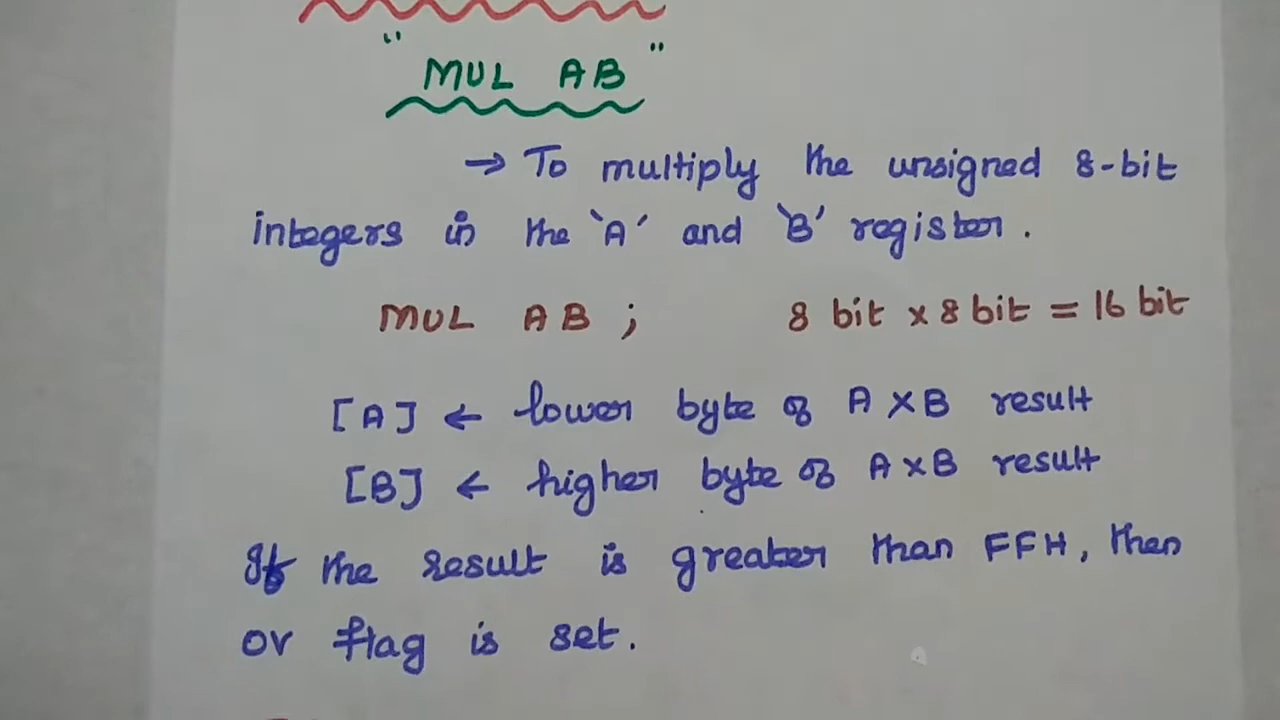 " MUL AB "
→ To multiply the unsigned 8-bit
integers in the 'A' and 'B' register.
MUL AB ; 8 bit x 8 bit = 16 bit
[A] ← lower byte of A x B result
[B] ← higher byte of A x B result
If the result is greater than FFH, then
OV flag is set.